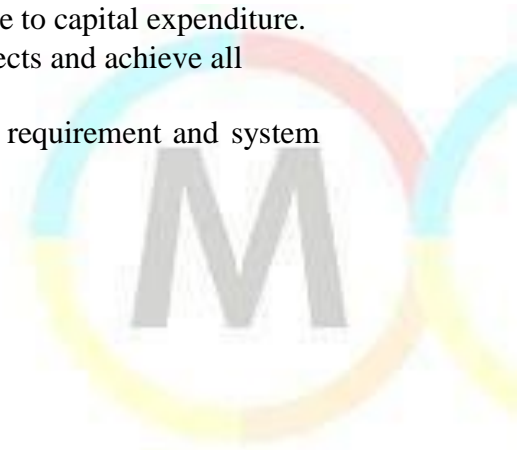 e to capital expenditure.
ects and achieve all
requirement and system
M